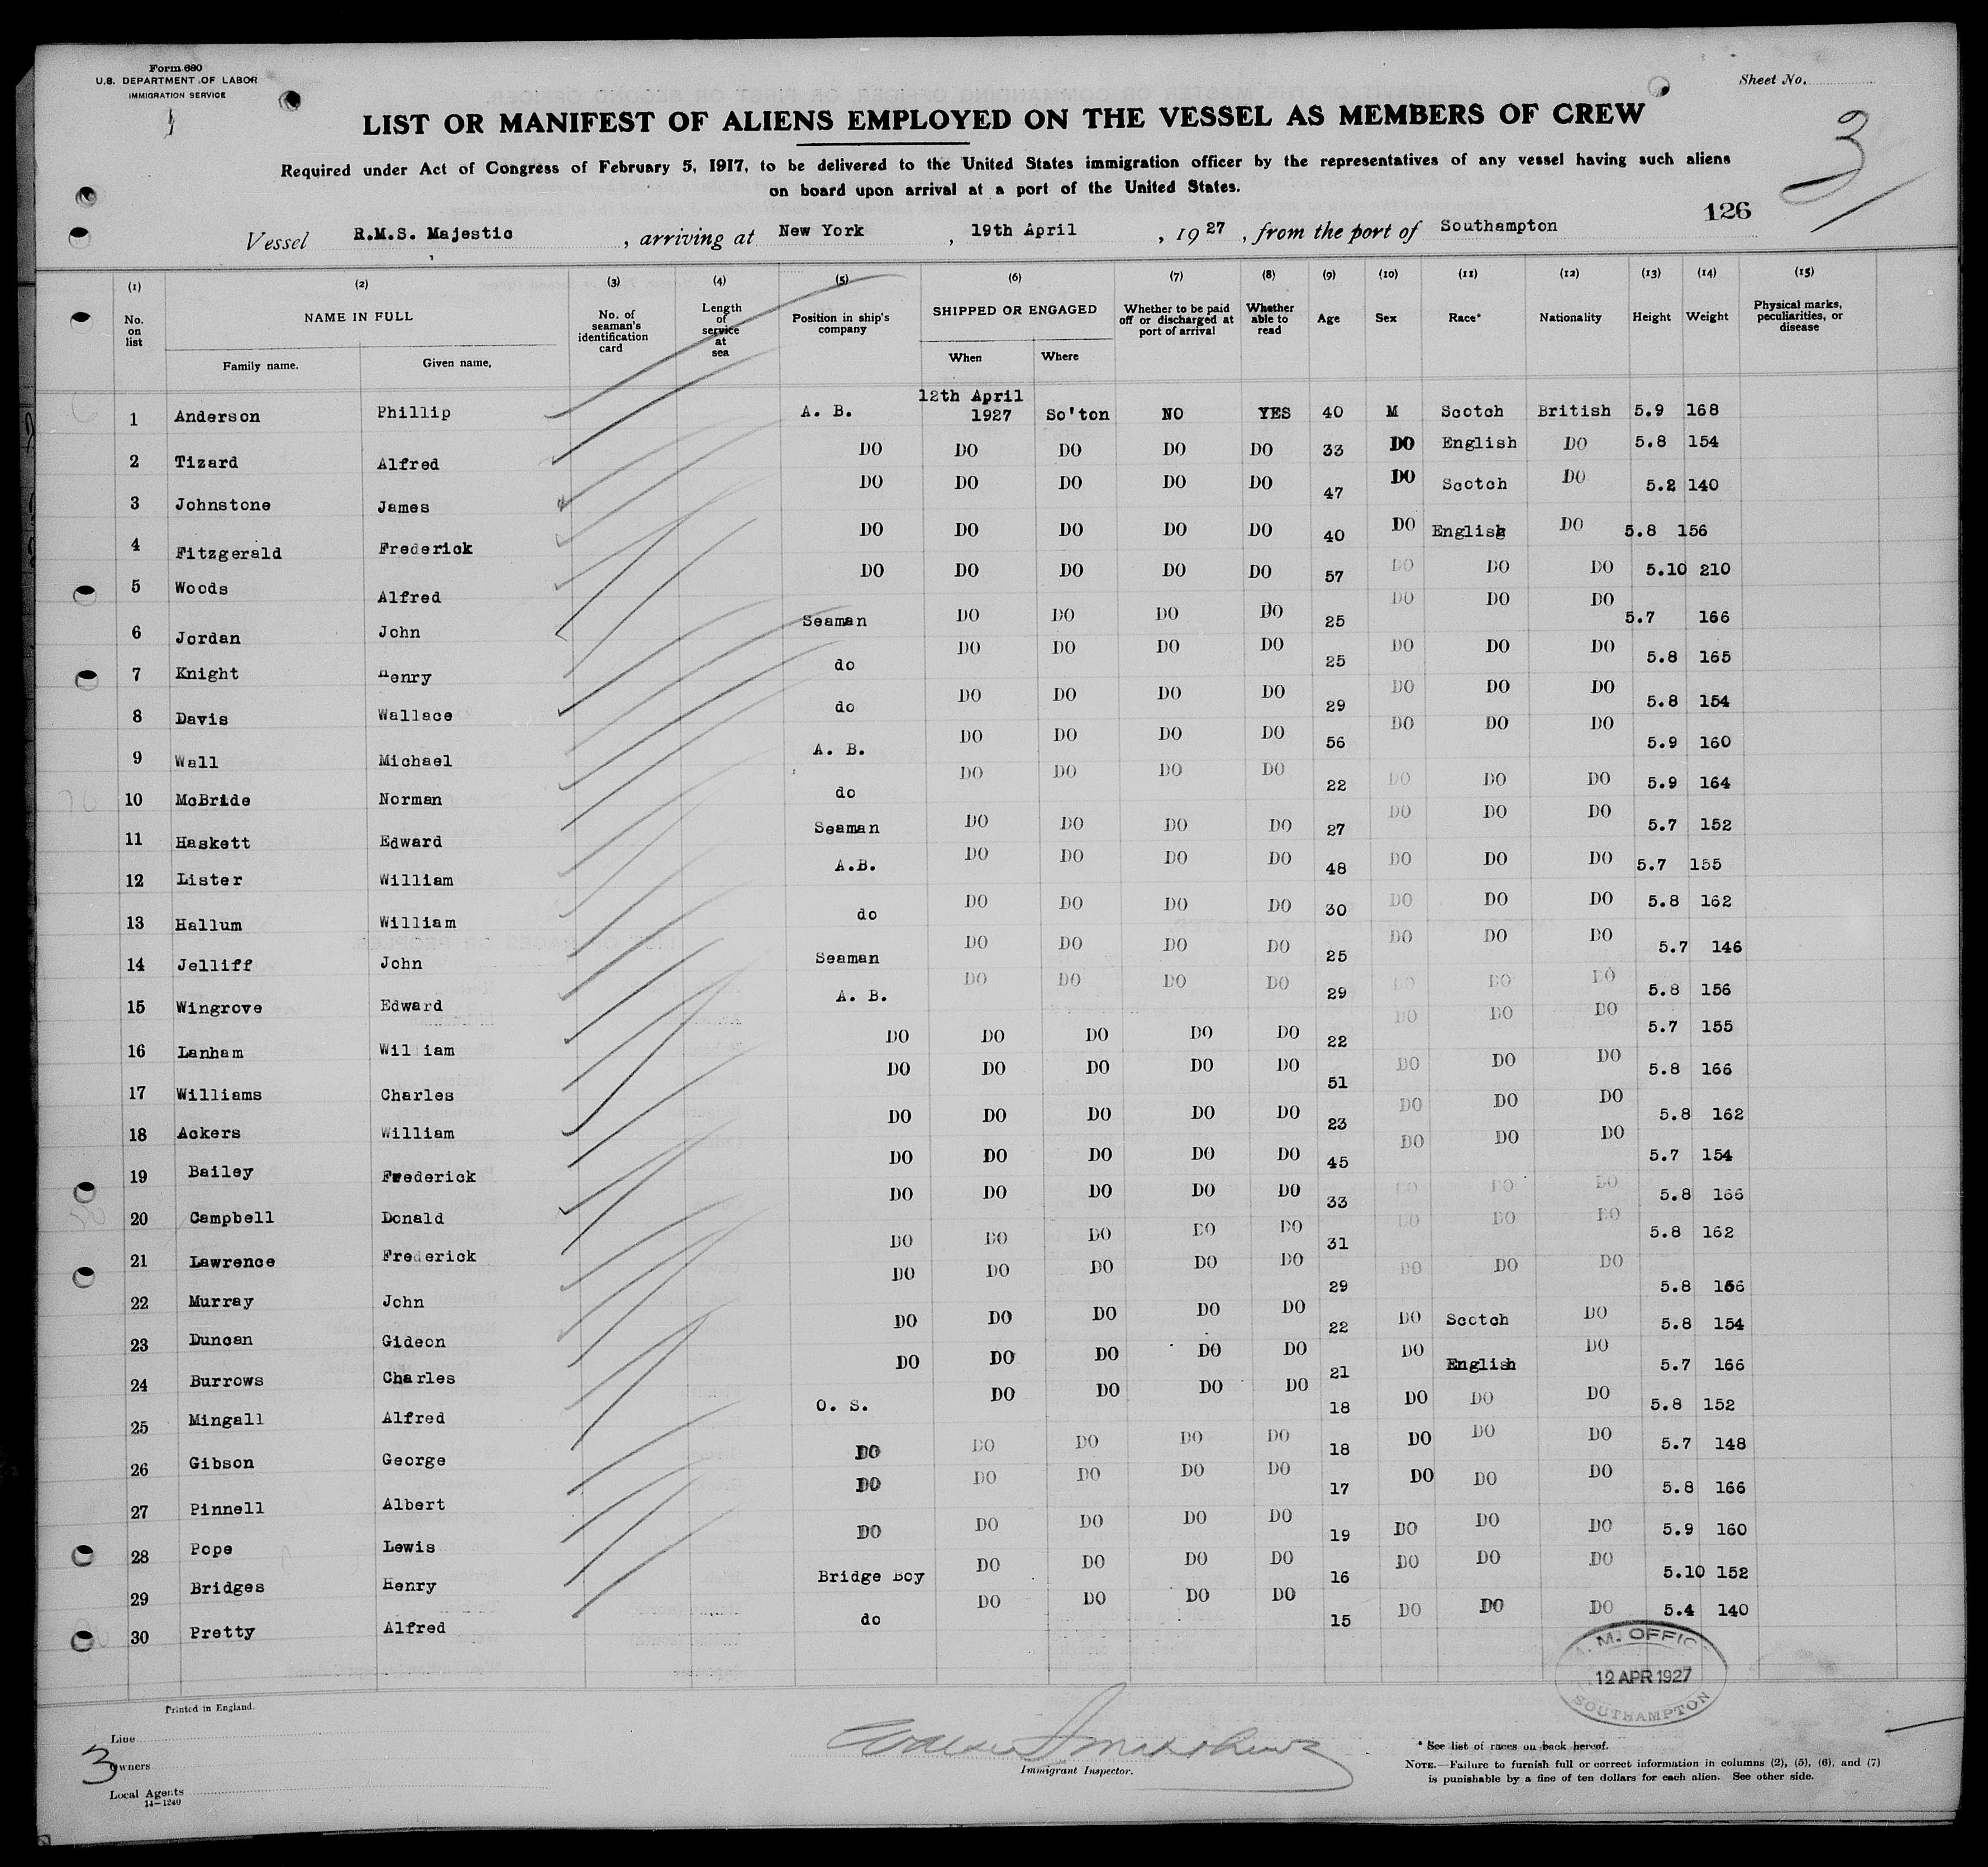 Form 680
U.S. DEPARTMENT OF LABOR
IMMIGRATION SERVICE
Sheet No.
3
LIST OR MANIFEST OF ALIENS EMPLOYED ON THE VESSEL AS MEMBERS OF CREW
Required under Act of Congress of February 5, 1917, to be delivered to the United States immigration officer by the representatives of any vessel having such aliens
on board upon arrival at a port of the United States.
126
Vessel R.M.S. Majestic, arriving at New York, 19th April, 1927, from the port of Southampton
(1) (2) (3) (4) (5) (6) (7) (8) (9) (10) (11) (12) (13) (14) (15)
No. on list NAME IN FULL Family name. Given name. No. of seaman's identification card Length of service at sea Position in ship's company SHIPPED OR ENGAGED When Where Whether to be paid off or discharged at port of arrival Whether able to read Age Sex Race* Nationality Height Weight Physical marks, peculiarities, or disease
1 Anderson Phillip A. B. 12th April 1927 So'ton NO YES 40 M Scotch British 5.9 168
2 Tizard Alfred DO DO DO DO DO 33 DO English DO 5.8 154
3 Johnstone James DO DO DO DO DO 47 DO Scotch DO 5.2 140
4 Fitzgerald Frederick DO DO DO DO DO 40 DO English DO 5.8 156
5 Woods Alfred DO DO DO DO DO 57 DO DO DO 5.10 210
6 Jordan John Seaman DO DO DO DO 25 DO DO DO 5.7 166
7 Knight Henry do DO DO DO DO 25 DO DO DO 5.8 165
8 Davis Wallace do DO DO DO DO 29 DO DO DO 5.8 154
9 Wall Michael A. B. DO DO DO DO 56 DO DO DO 5.9 160
10 McBride Norman do DO DO DO DO 22 DO DO DO 5.9 164
11 Haskett Edward Seaman DO DO DO DO 27 DO DO DO 5.7 152
12 Lister William A.B. DO DO DO DO 48 DO DO DO 5.7 155
13 Hallum William do DO DO DO DO 30 DO DO DO 5.8 162
14 Jelliff John Seaman DO DO DO DO 25 DO DO DO 5.7 146
15 Wingrove Edward A. B. DO DO DO DO 29 DO DO DO 5.8 156
16 Lanham Wil iam DO DO DO DO DO 22 DO DO DO 5.7 155
17 Williams Charles DO DO DO DO DO 51 DO DO DO 5.8 166
18 Ackers William DO DO DO DO DO 23 DO DO DO 5.8 162
19 Bailey Frederick DO DO DO DO DO 45 DO DO DO 5.7 154
20 Campbell Donald DO DO DO DO DO 33 DO DO DO 5.8 166
21 Lawrence Frederick DO DO DO DO DO 31 DO DO DO 5.8 162
22 Murray John DO DO DO DO DO 29 DO DO DO 5.8 156
23 Duncan Gideon DO DO DO DO DO 22 DO Scotch DO 5.8 154
24 Burrows Charles DO DO DO DO DO 21 DO English DO 5.7 166
25 Mingall Alfred O. S. DO DO DO DO 18 DO DO DO 5.8 152
26 Gibson George DO DO DO DO DO 18 DO DO DO 5.7 148
27 Pinnell Albert DO DO DO DO DO 17 DO DO DO 5.8 166
28 Pope Lewis DO DO DO DO DO 19 DO DO DO 5.9 160
29 Bridges Henry Bridge Boy DO DO DO DO 16 DO DO DO 5.10 152
30 Pretty Alfred do DO DO DO DO 15 DO DO DO 5.4 140
M. OFFIC
12 APR 1927
SOUTHAMPTON
Printed in England.
Line
3
Owners
Local Agents
14—1240
Immigrant Inspector.
* See list of races on back hereof.
NOTE.—Failure to furnish full or correct information in columns (2), (5), (6), and (7)
is punishable by a fine of ten dollars for each alien. See other side.